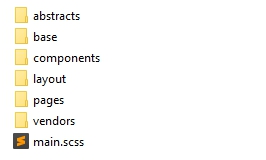 abstracts
base
components
layout
pages
vendors
main.scss